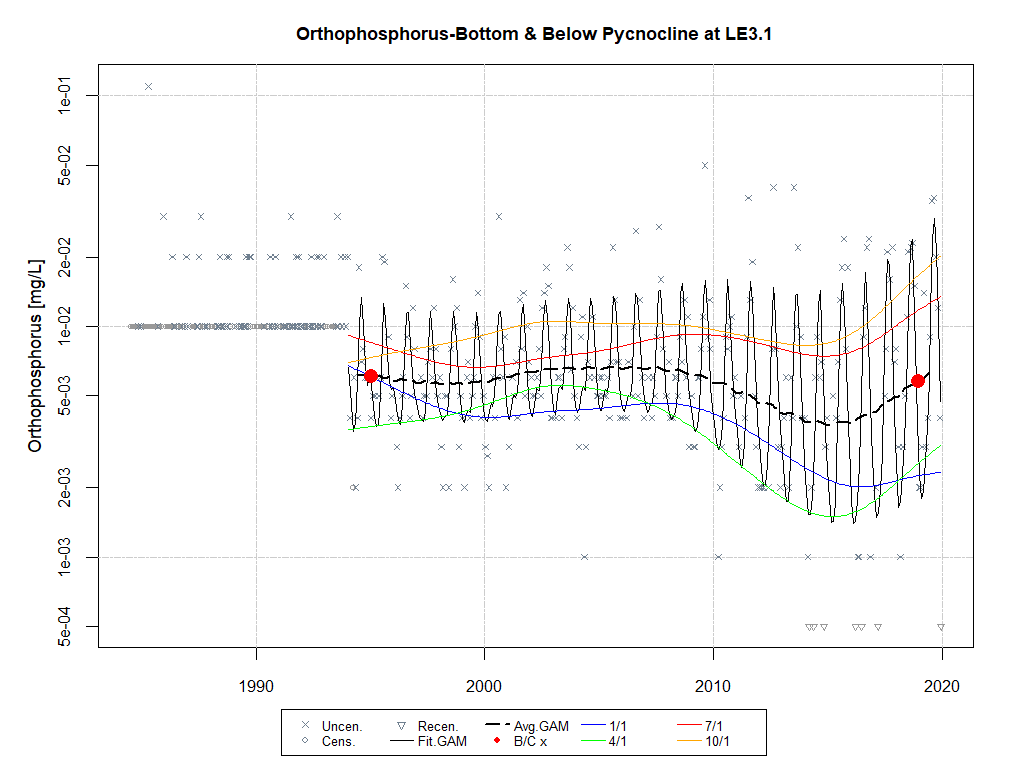 Orthophosphorus-Bottom & Below Pycnocline at LE3.1
Orthophosphorus [mg/L]
1e-01
5e-02
2e-02
1e-02
5e-03
2e-03
1e-03
5e-04
1990 2000 2010 2020
Uncen. Recen. Avg.GAM 1/1 7/1
Cens. Fit.GAM B/C x 4/1 10/1